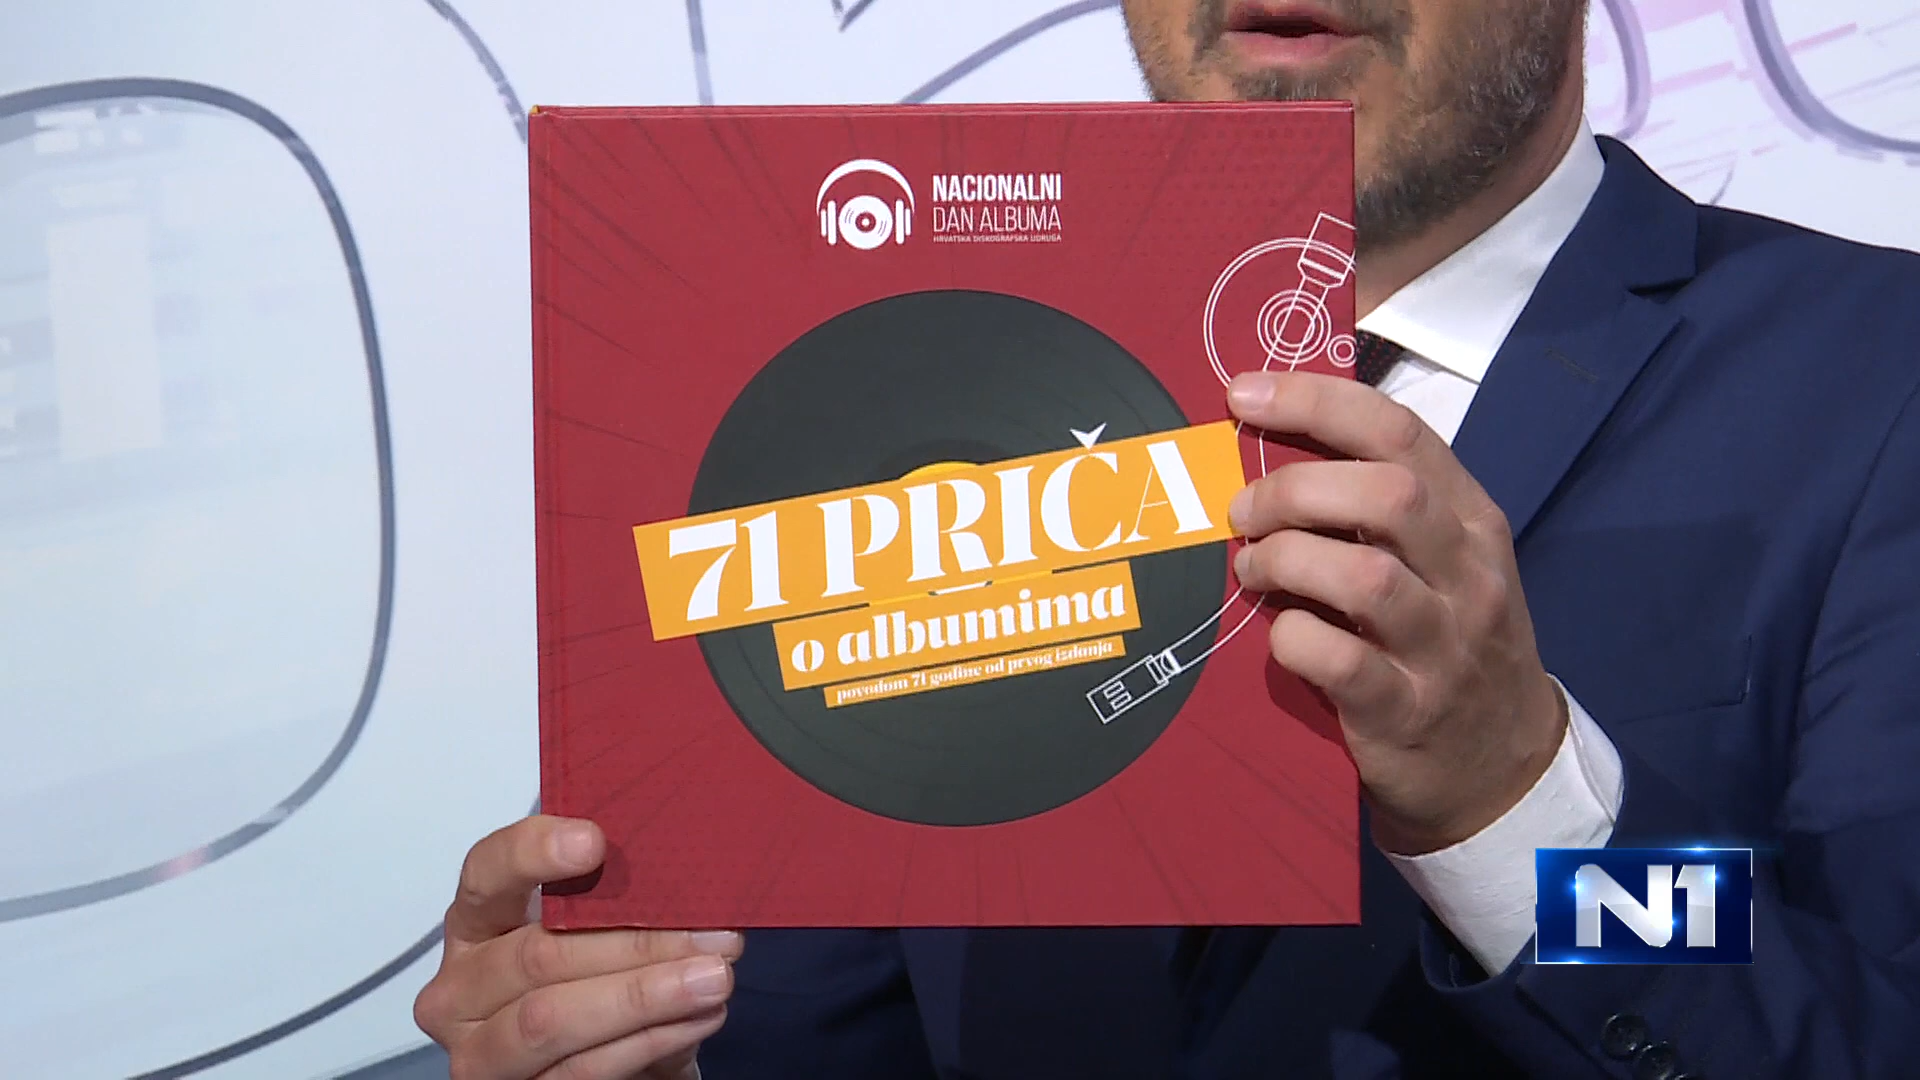 NACIONALNI
DAN ALBUMA
HRVATSKA DISKOGRAFSKA UDRUGA
71 PRIČA
o albumima
povodom 71 godine od prvog izdanja
N1